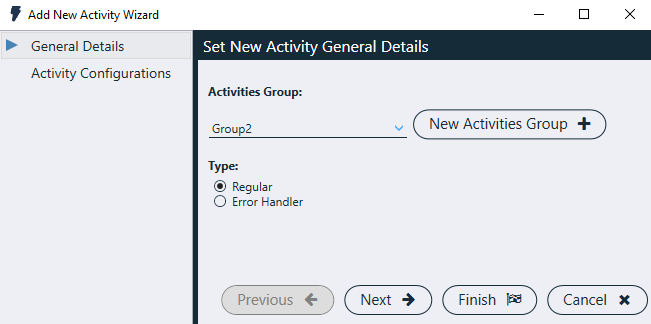 Add New Activity Wizard
General Details
Activity Configurations
Set New Activity General Details
Activities Group:
Group2
New Activities Group
Type:
Regular
Error Handler
Previous Next Finish Cancel